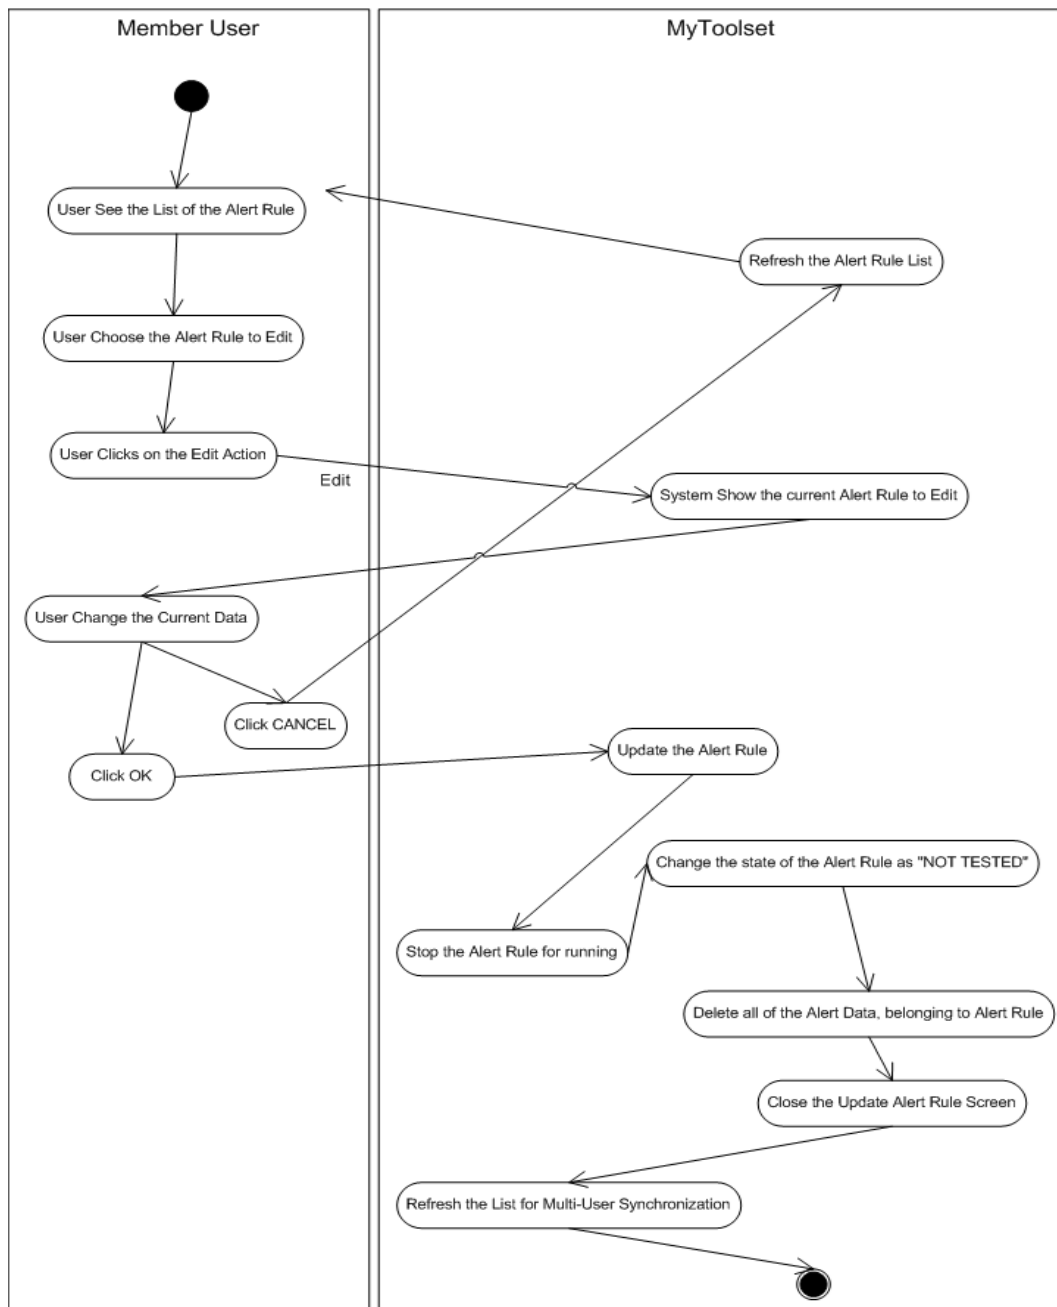 Member User
MyToolset
User See the List of the Alert Rule
Refresh the Alert Rule List
User Choose the Alert Rule to Edit
User Clicks on the Edit Action
Edit
System Show the current Alert Rule to Edit
User Change the Current Data
Click CANCEL
Update the Alert Rule
Click OK
Change the state of the Alert Rule as "NOT TESTED"
Stop the Alert Rule for running
Delete all of the Alert Data, belonging to Alert Rule
Close the Update Alert Rule Screen
Refresh the List for Multi-User Synchronization